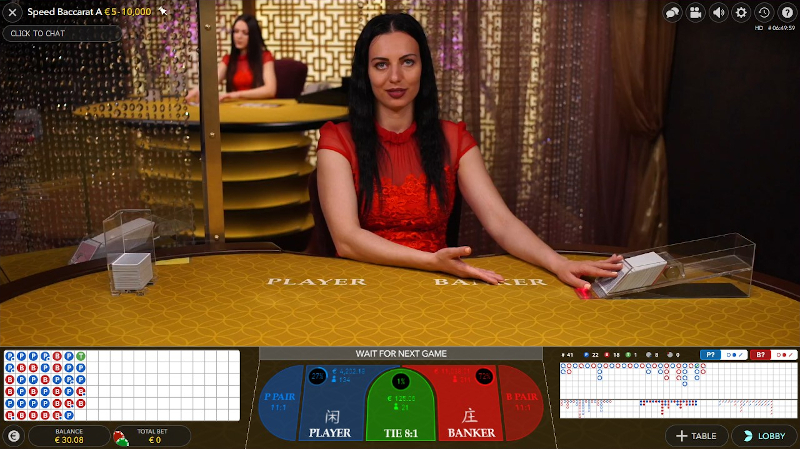 Speed Baccarat A €5-10,000
CLICK TO CHAT
HD # 06:49:59
PLAYER BANKER
WAIT FOR NEXT GAME
41 P 22 B 18 T 1 8 0 P? B?
P PAIR
11:1
闲
PLAYER
TIE 8:1
庄
BANKER
B PAIR
11:1
BALANCE
€ 30.08
TOTAL BET
€ 0
+ TABLE
LOBBY